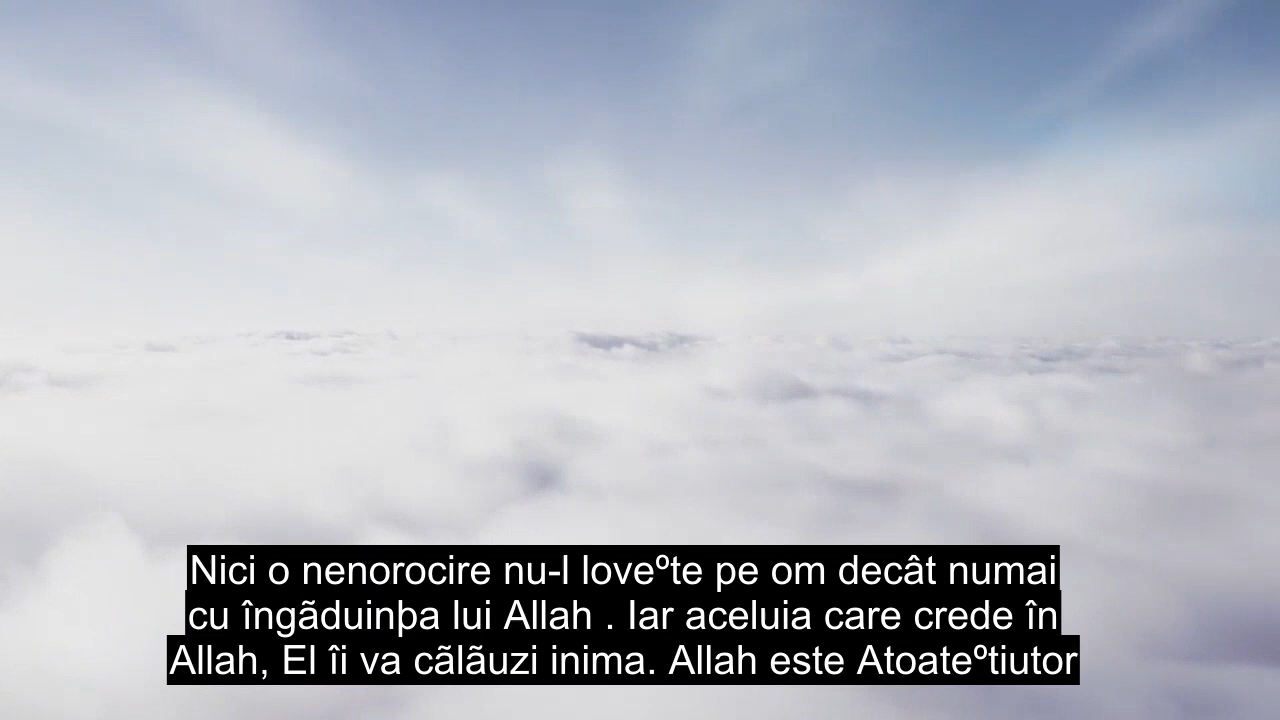 Nici o nenorocire nu-l loveºte pe om decât numai
cu îngãduinþa lui Allah . Iar aceluia care crede în
Allah, El îi va cãlãuzi inima. Allah este Atoateºtiutor